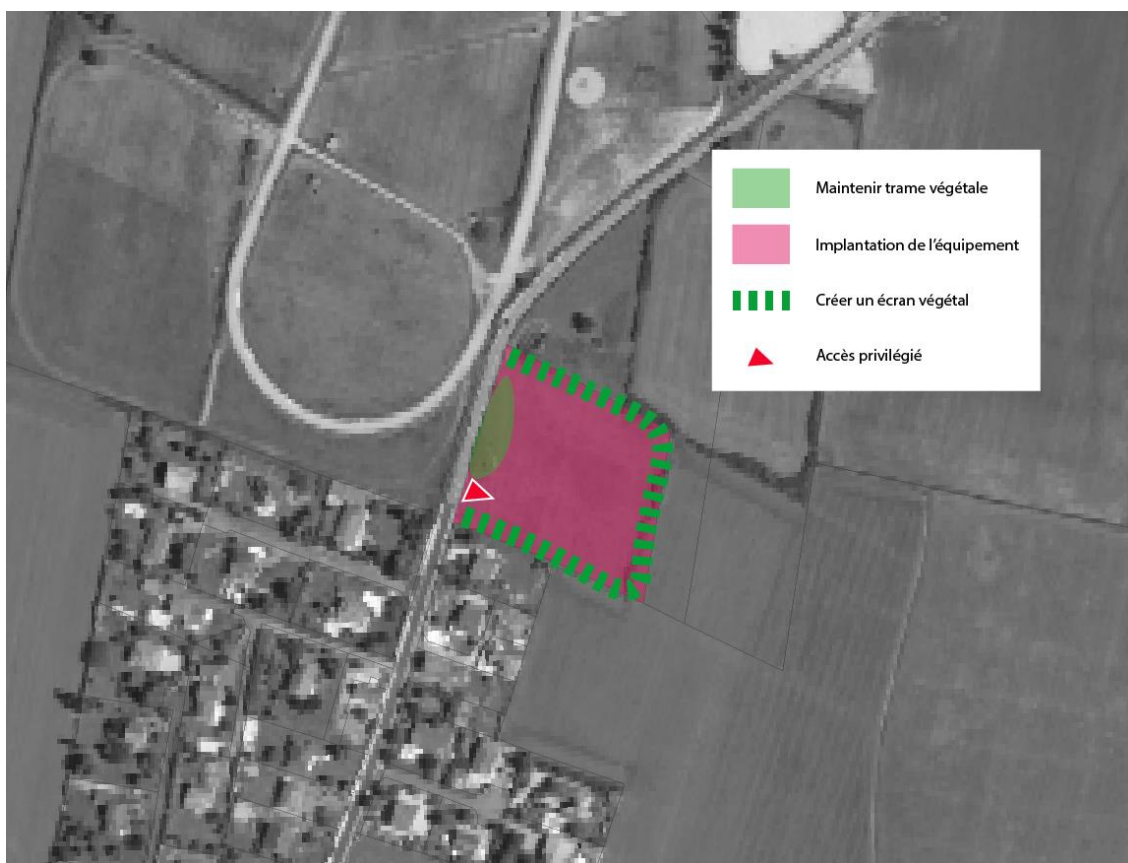 Maintenir trame végétale
Implantation de l'équipement
Créer un écran végétal
Accès privilégié